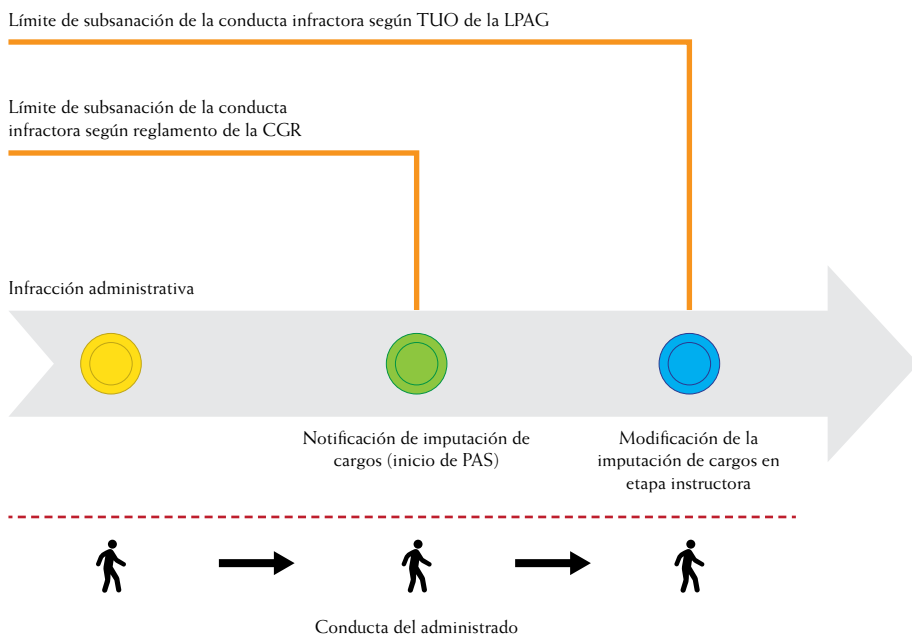 Límite de subsanación de la conducta infractora según TUO de la LPAG
Límite de subsanación de la conducta
infractora según reglamento de la CGR
Infracción administrativa
Notificación de imputación de
cargos (inicio de PAS)
Modificación de la
imputación de cargos en
etapa instructora
Conducta del administrado